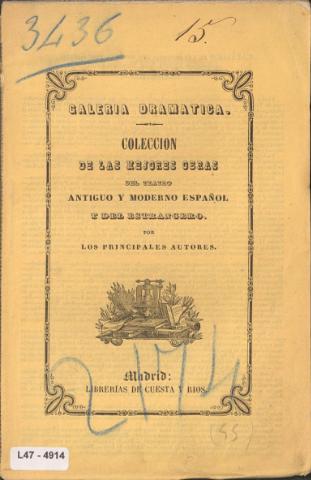 3436
15.
GALERIA DRAMATICA.
COLECCION
DE LAS MEJORES OBRAS
DEL TEATRO
ANTIGUO Y MODERNO ESPAÑOL
Y DEL ESTRANGERO.
POR
LOS PRINCIPALES AUTORES.
2174
Madrid:
LIBRERÍAS DE CUESTA Y RIOS.
(55)
L47 - 4914